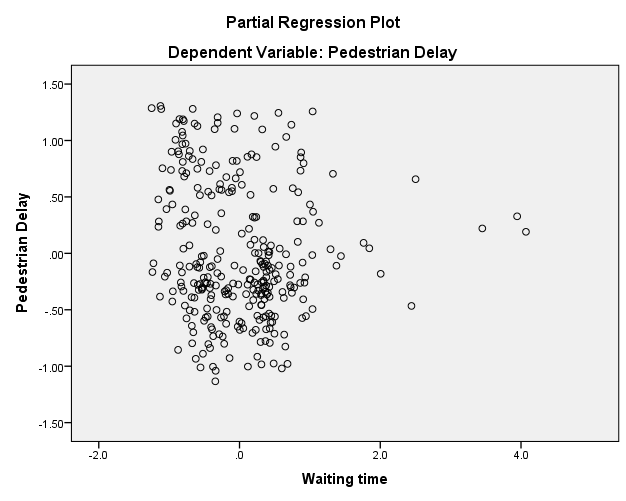 Partial Regression Plot
Dependent Variable: Pedestrian Delay
1.50
1.00
.50
.00
-.50
-1.00
-1.50
Pedestrian Delay
-2.0
.0
2.0
4.0
Waiting time